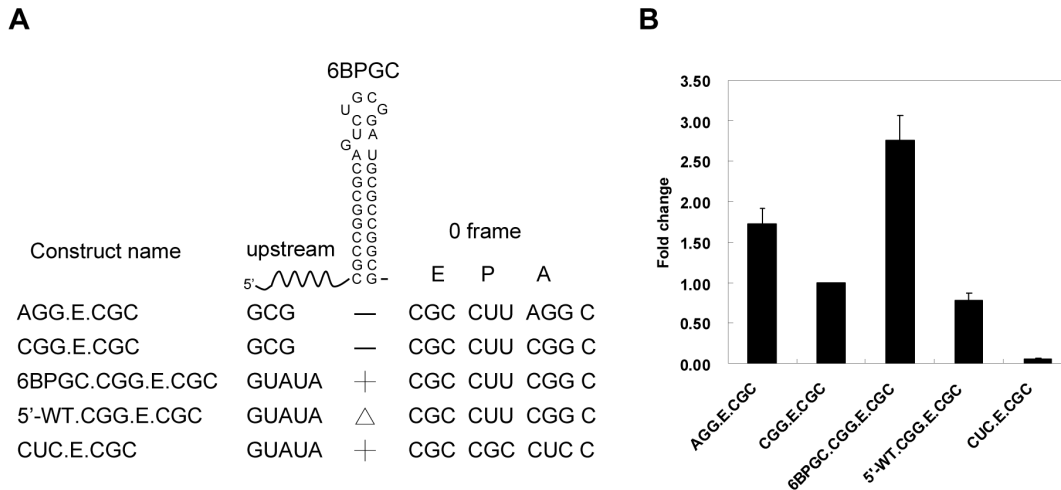 A
6BPGC
G C
U G
C G
U A
G
A U
C G
G C
C G
G C
G C
C G
C G
G C
C G
5'
Construct name
upstream
0 frame
E P A
AGG.E.CGC GCG — CGC CUU AGG C
CGG.E.CGC GCG — CGC CUU CGG C
6BPGC.CGG.E.CGC GUAUA + CGC CUU CGG C
5'-WT.CGG.E.CGC GUAUA △ CGC CUU CGG C
CUC.E.CGC GUAUA + CGC CGC CUC C
B
Fold change
3.50
3.00
2.50
2.00
1.50
1.00
0.50
0.00
AGG.E.CGC
CGG.E.CGC
6BPGC.CGG.E.CGC
5'-WT.CGG.E.CGC
CUC.E.CGC